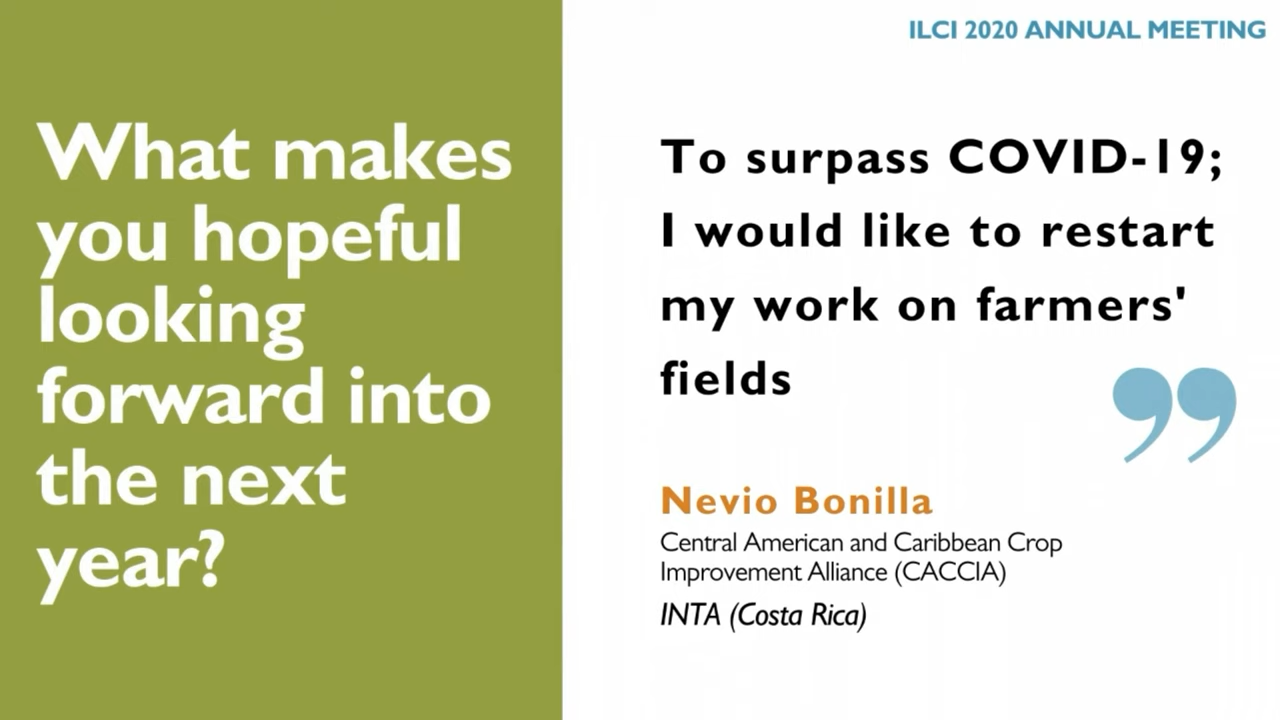 ILCI 2020 ANNUAL MEETING
What makes
you hopeful
looking
forward into
the next
year?
To surpass COVID-19;
I would like to restart
my work on farmers'
fields
”
Nevio Bonilla
Central American and Caribbean Crop
Improvement Alliance (CACCIA)
INTA (Costa Rica)